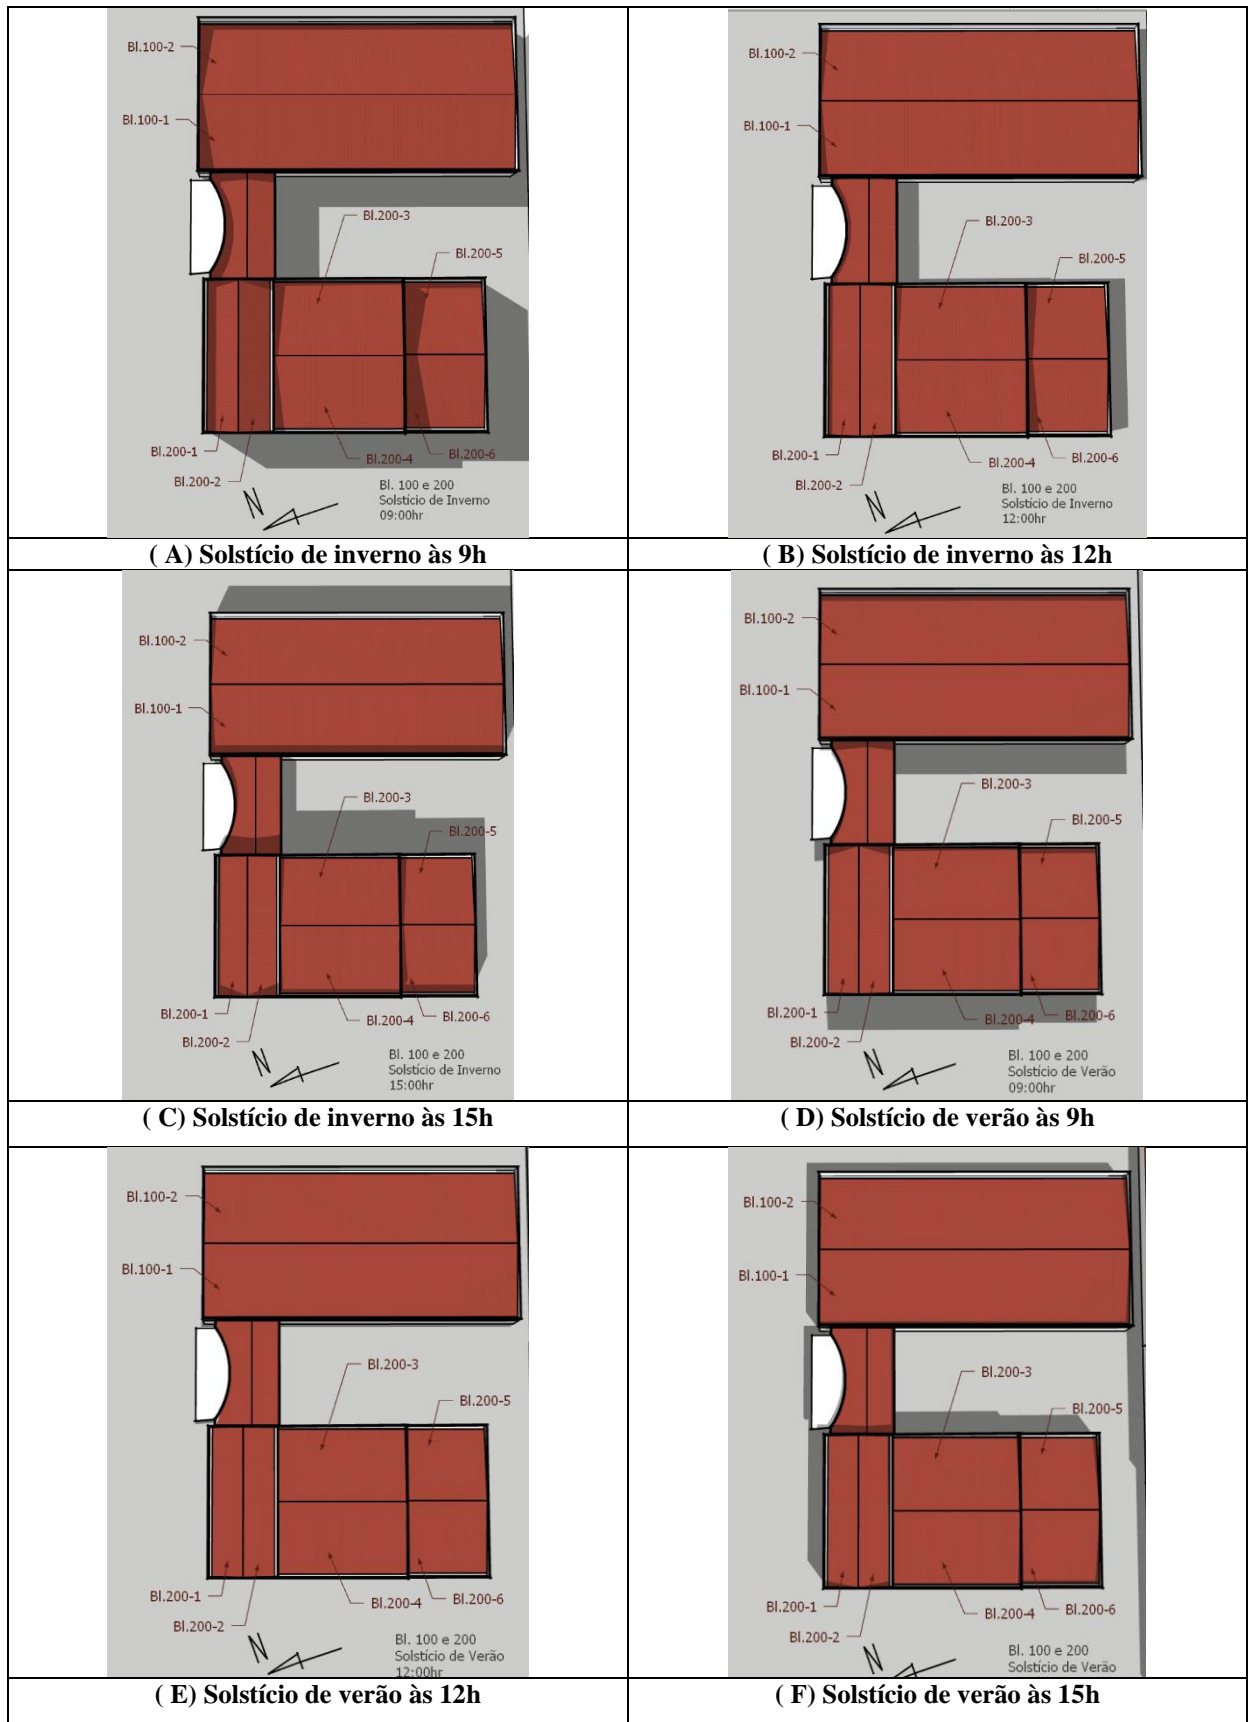 Bl.100-2
Bl.100-1
Bl.200-3
Bl.200-5
Bl.200-1
Bl.200-2
Bl.200-4
Bl.200-6
N
Bl. 100 e 200
Solstício de Inverno
09:00hr
( A) Solstício de inverno às 9h
Bl.100-2
Bl.100-1
Bl.200-3
Bl.200-5
Bl.200-1
Bl.200-2
Bl.200-4
Bl.200-6
N
Bl. 100 e 200
Solstício de Inverno
12:00hr
( B) Solstício de inverno às 12h
Bl.100-2
Bl.100-1
Bl.200-3
Bl.200-5
Bl.200-1
Bl.200-2
Bl.200-4
Bl.200-6
N
Bl. 100 e 200
Solstício de Inverno
15:00hr
( C) Solstício de inverno às 15h
Bl.100-2
Bl.100-1
Bl.200-3
Bl.200-5
Bl.200-1
Bl.200-2
Bl.200-4
Bl.200-6
N
Bl. 100 e 200
Solstício de Verão
09:00hr
( D) Solstício de verão às 9h
Bl.100-2
Bl.100-1
Bl.200-3
Bl.200-5
Bl.200-1
Bl.200-2
Bl.200-4
Bl.200-6
N
Bl. 100 e 200
Solstício de Verão
12:00hr
( E) Solstício de verão às 12h
Bl.100-2
Bl.100-1
Bl.200-3
Bl.200-5
Bl.200-1
Bl.200-2
Bl.200-4
Bl.200-6
N
Bl. 100 e 200
Solstício de Verão
( F) Solstício de verão às 15h